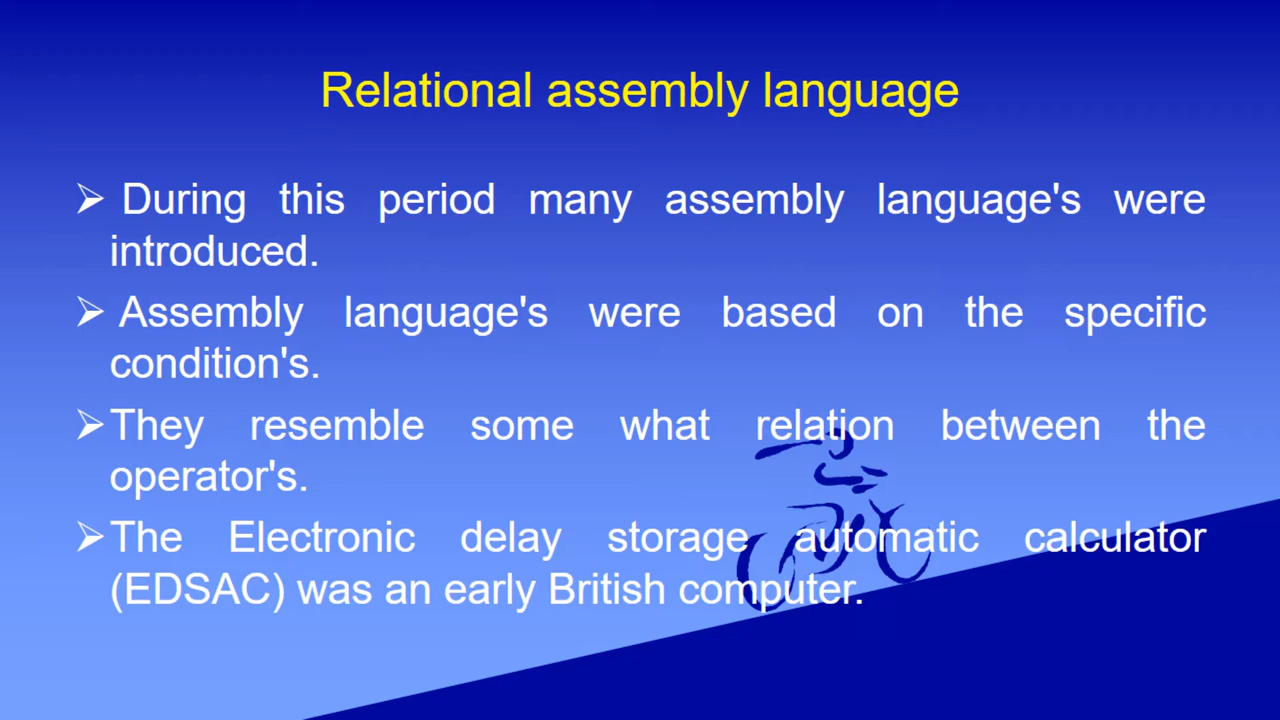 Relational assembly language
➢ During this period many assembly language's were
introduced.
➢ Assembly language's were based on the specific
condition's.
➢They resemble some what relation between the
operator's.
➢The Electronic delay storage automatic calculator
(EDSAC) was an early British computer.